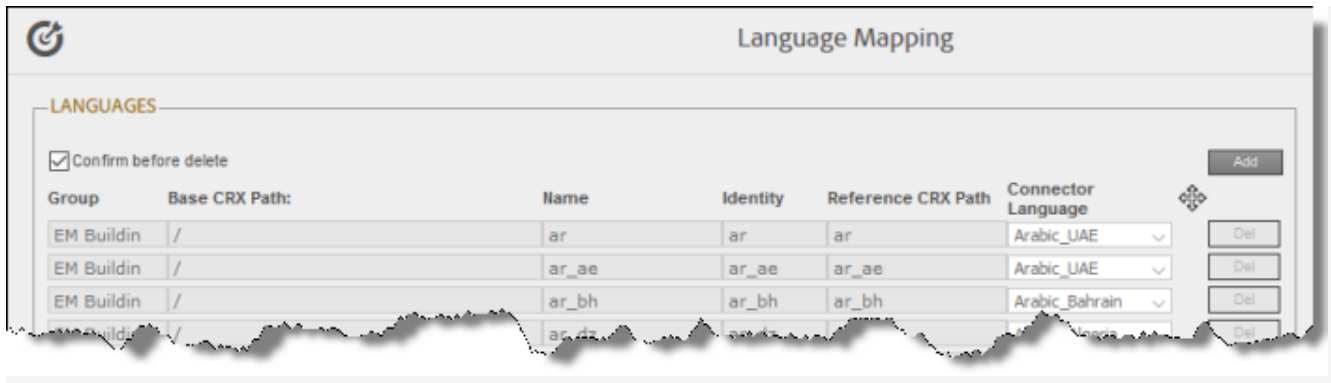 Language Mapping
LANGUAGES
Confirm before delete
Add
Group Base CRX Path: Name Identity Reference CRX Path Connector Language
EM Buildin / ar ar ar Arabic_UAE Del
EM Buildin / ar_ae ar_ae ar_ae Arabic_UAE Del
EM Buildin / ar_bh ar_bh ar_bh Arabic_Bahrain Del
/ ar_dz Del